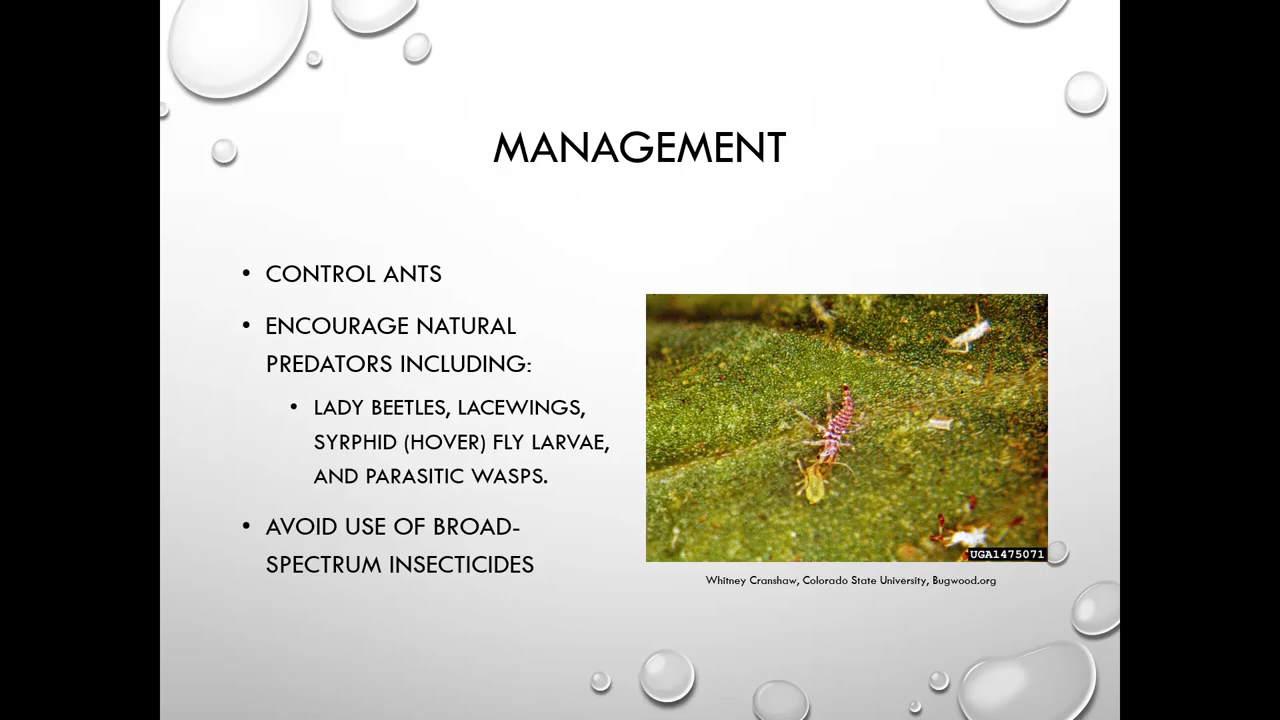 MANAGEMENT
• CONTROL ANTS
• ENCOURAGE NATURAL
PREDATORS INCLUDING:
• LADY BEETLES, LACEWINGS,
SYRPHID (HOVER) FLY LARVAE,
AND PARASITIC WASPS.
• AVOID USE OF BROAD-
SPECTRUM INSECTICIDES
UGA1475071
Whitney Cranshaw, Colorado State University, Bugwood.org